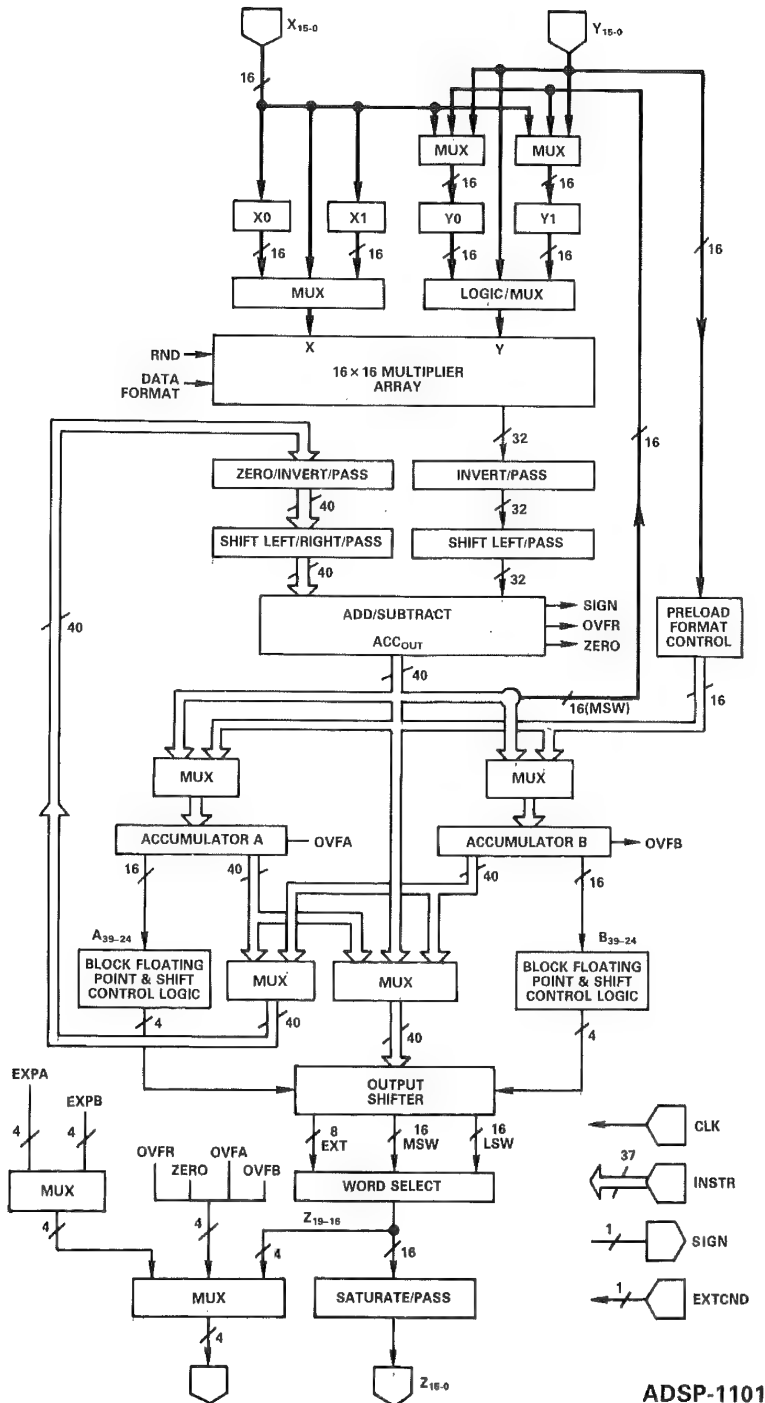 X15-0
Y15-0
16
MUX
MUX
16
16
X0
X1
Y0
Y1
16
16
16
16
16
MUX
LOGIC/MUX
RND
DATA
FORMAT
X
Y
16 × 16 MULTIPLIER
ARRAY
32
16
ZERO/INVERT/PASS
INVERT/PASS
40
32
SHIFT LEFT/RIGHT/PASS
SHIFT LEFT/PASS
40
32
40
ADD/SUBTRACT
ACCOUT
SIGN
OVFR
ZERO
PRELOAD
FORMAT
CONTROL
40
16(MSW)
16
MUX
MUX
ACCUMULATOR A
OVFA
ACCUMULATOR B
OVFB
16
40
40
16
A39–24
B39–24
BLOCK FLOATING
POINT & SHIFT
CONTROL LOGIC
MUX
MUX
BLOCK FLOATING
POINT & SHIFT
CONTROL LOGIC
4
40
40
4
OUTPUT
SHIFTER
EXPA
EXPB
4
4
8
EXT
16
MSW
16
LSW
CLK
OVFR
ZERO
OVFA
OVFB
MUX
WORD SELECT
37
INSTR
4
4
Z19–16
4
16
1
SIGN
MUX
SATURATE/PASS
1
EXTCND
4
Z15-0
ADSP-1101